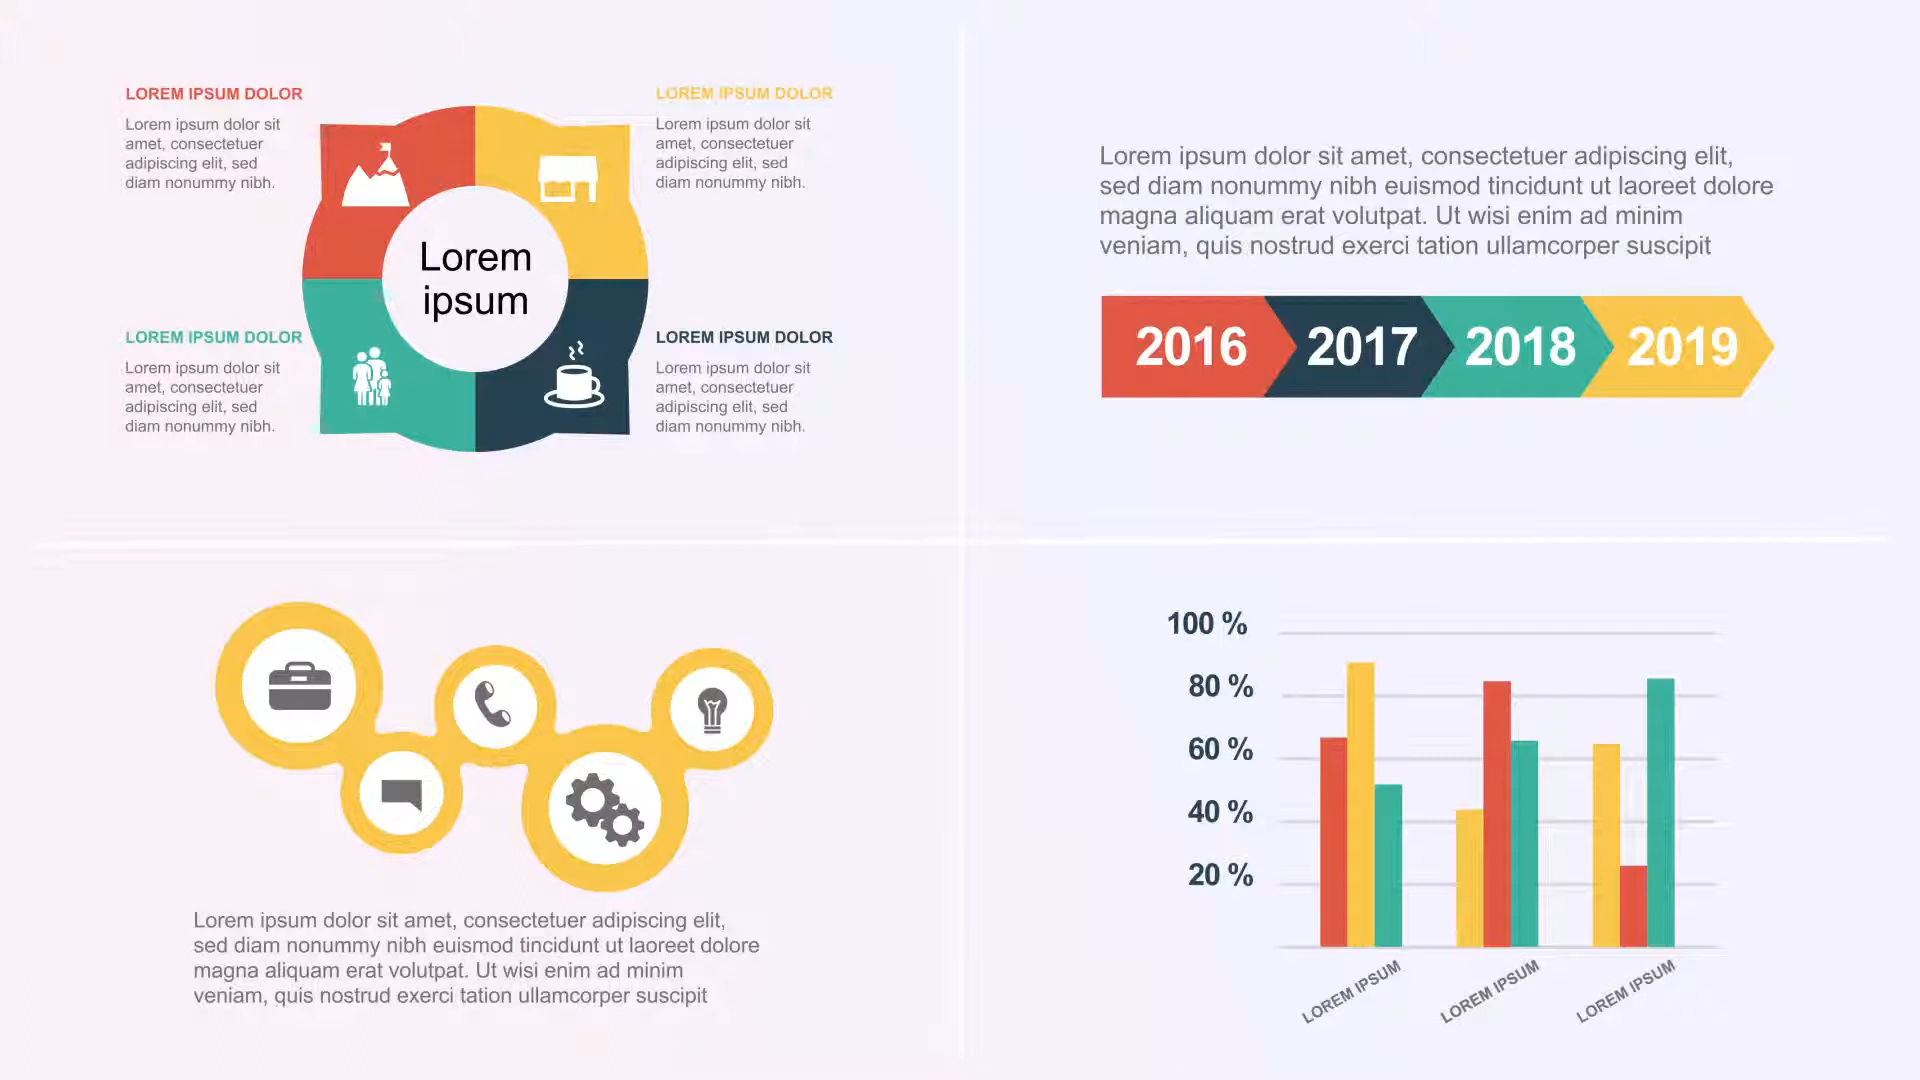 LOREM IPSUM DOLOR
Lorem ipsum dolor sit
amet, consectetuer
adipiscing elit, sed
diam nonummy nibh.
LOREM IPSUM DOLOR
Lorem ipsum dolor sit
amet, consectetuer
adipiscing elit, sed
diam nonummy nibh.
Lorem
ipsum
LOREM IPSUM DOLOR
Lorem ipsum dolor sit
amet, consectetuer
adipiscing elit, sed
diam nonummy nibh.
LOREM IPSUM DOLOR
Lorem ipsum dolor sit
amet, consectetuer
adipiscing elit, sed
diam nonummy nibh.
Lorem ipsum dolor sit amet, consectetuer adipiscing elit,
sed diam nonummy nibh euismod tincidunt ut laoreet dolore
magna aliquam erat volutpat. Ut wisi enim ad minim
veniam, quis nostrud exerci tation ullamcorper suscipit
2016 2017 2018 2019
Lorem ipsum dolor sit amet, consectetuer adipiscing elit,
sed diam nonummy nibh euismod tincidunt ut laoreet dolore
magna aliquam erat volutpat. Ut wisi enim ad minim
veniam, quis nostrud exerci tation ullamcorper suscipit
100 %
80 %
60 %
40 %
20 %
LOREM IPSUM
LOREM IPSUM
LOREM IPSUM